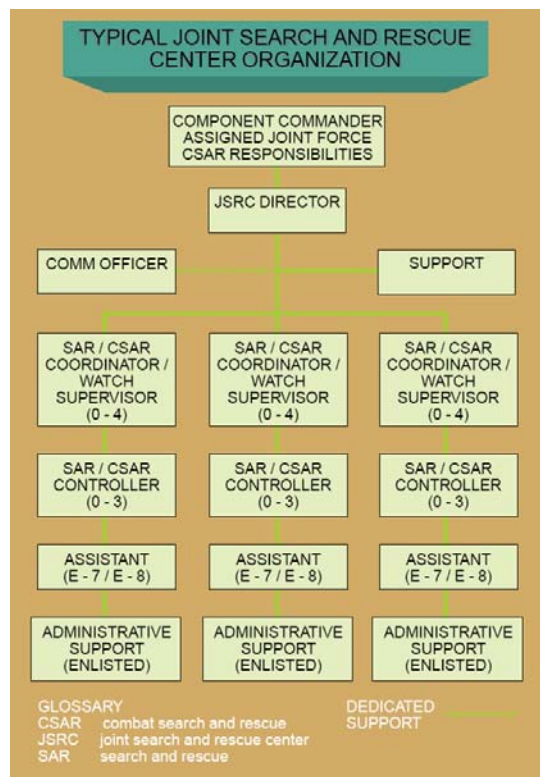 TYPICAL JOINT SEARCH AND RESCUE
CENTER ORGANIZATION
COMPONENT COMMANDER
ASSIGNED JOINT FORCE
CSAR RESPONSIBILITIES
JSRC DIRECTOR
COMM OFFICER
SUPPORT
SAR / CSAR
COORDINATOR /
WATCH
SUPERVISOR
(0 - 4)
SAR / CSAR
COORDINATOR /
WATCH
SUPERVISOR
(0 - 4)
SAR / CSAR
COORDINATOR /
WATCH
SUPERVISOR
(0 - 4)
SAR / CSAR
CONTROLLER
(0 - 3)
SAR / CSAR
CONTROLLER
(0 - 3)
SAR / CSAR
CONTROLLER
(0 - 3)
ASSISTANT
(E - 7 / E - 8)
ASSISTANT
(E - 7 / E - 8)
ASSISTANT
(E - 7 / E - 8)
ADMINISTRATIVE
SUPPORT
(ENLISTED)
ADMINISTRATIVE
SUPPORT
(ENLISTED)
ADMINISTRATIVE
SUPPORT
(ENLISTED)
GLOSSARY
CSAR combat search and rescue
JSRC joint search and rescue center
SAR search and rescue
DEDICATED
SUPPORT